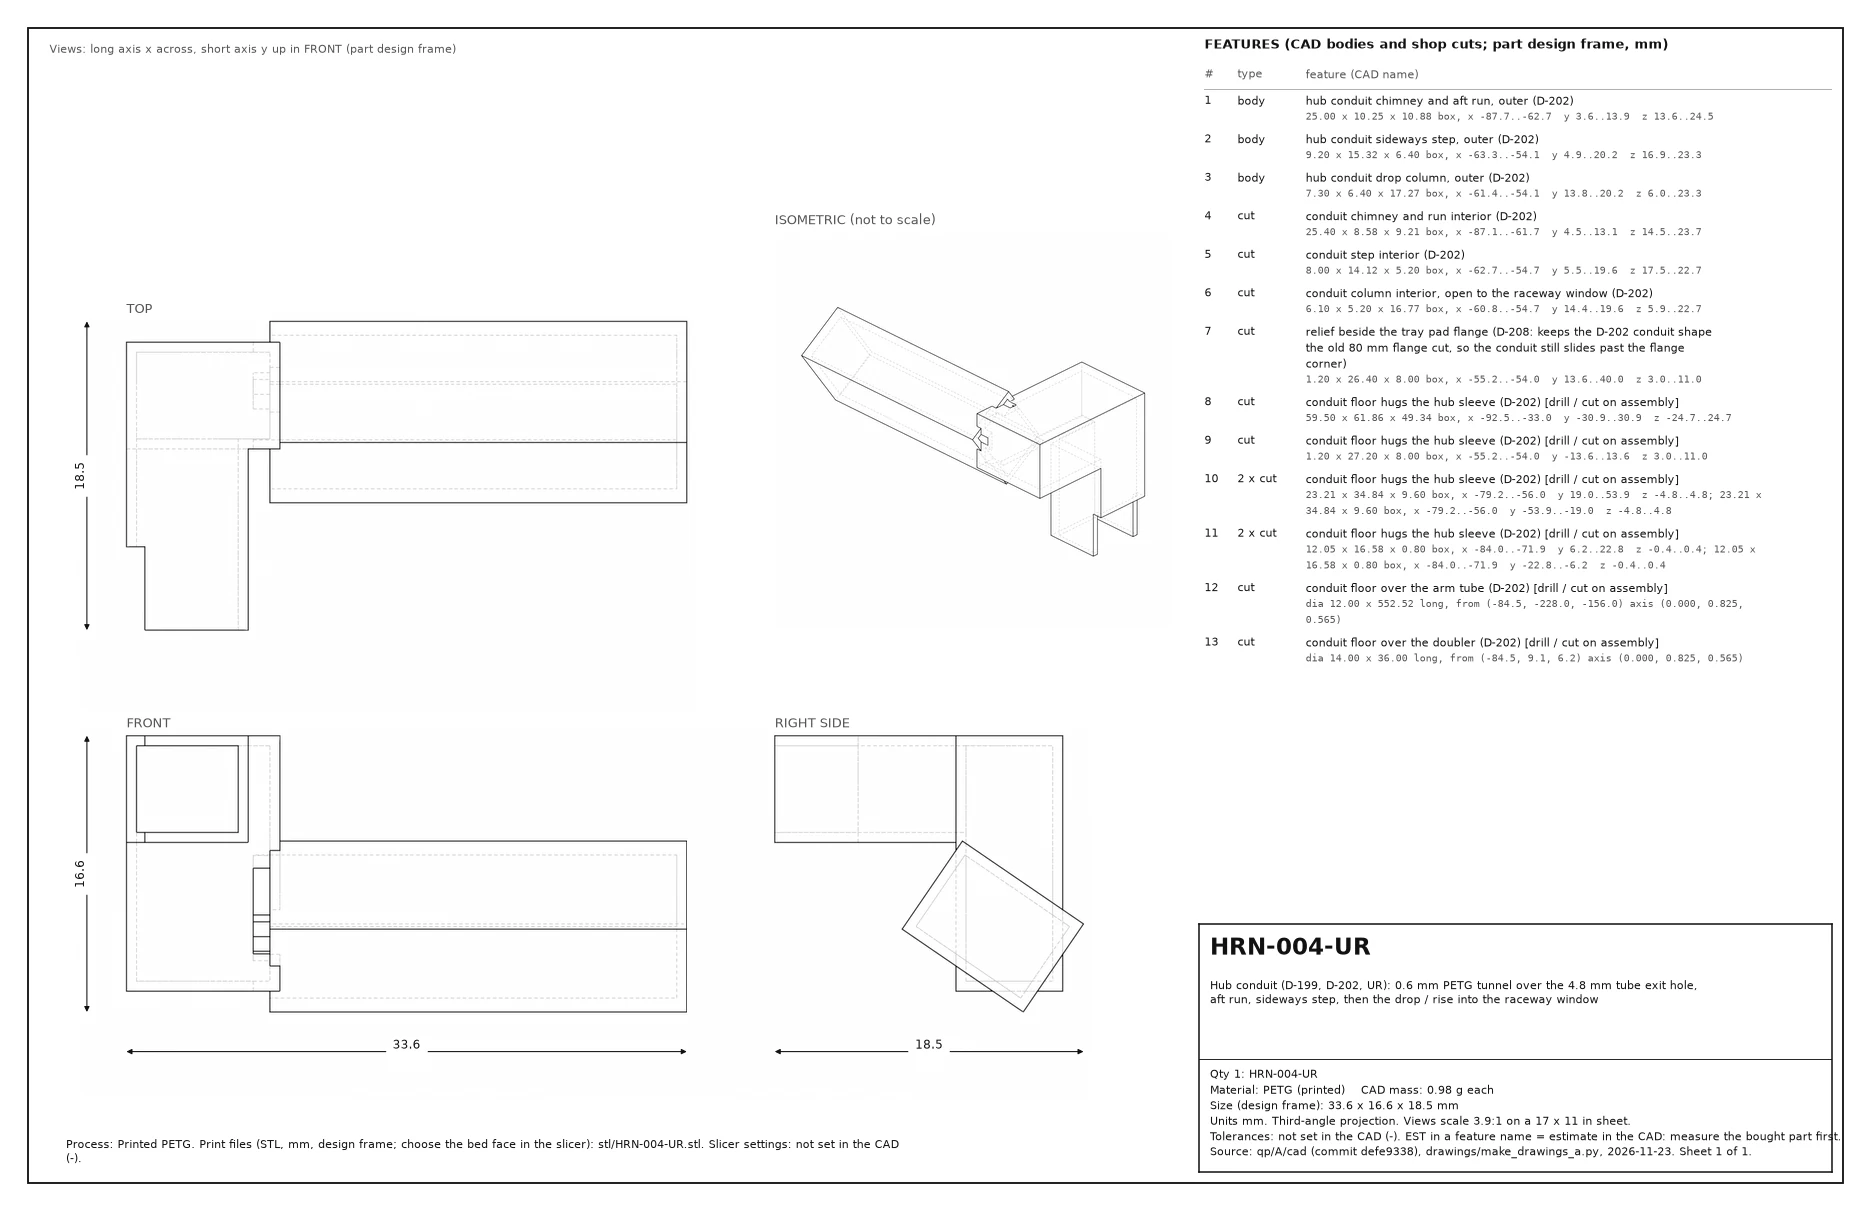 Views: long axis x across, short axis y up in FRONT (part design frame)
ISOMETRIC (not to scale)
TOP
18.5
FRONT
16.6
33.6
RIGHT SIDE
18.5
Process: Printed PETG. Print files (STL, mm, design frame; choose the bed face in the slicer): stl/HRN-004-UR.stl. Slicer settings: not set in the CAD
(-).
FEATURES (CAD bodies and shop cuts; part design frame, mm)
# type feature (CAD name)
1 body hub conduit chimney and aft run, outer (D-202)
25.00 x 10.25 x 10.88 box, x -87.7..-62.7 y 3.6..13.9 z 13.6..24.5
2 body hub conduit sideways step, outer (D-202)
9.20 x 15.32 x 6.40 box, x -63.3..-54.1 y 4.9..20.2 z 16.9..23.3
3 body hub conduit drop column, outer (D-202)
7.30 x 6.40 x 17.27 box, x -61.4..-54.1 y 13.8..20.2 z 6.0..23.3
4 cut conduit chimney and run interior (D-202)
25.40 x 8.58 x 9.21 box, x -87.1..-61.7 y 4.5..13.1 z 14.5..23.7
5 cut conduit step interior (D-202)
8.00 x 14.12 x 5.20 box, x -62.7..-54.7 y 5.5..19.6 z 17.5..22.7
6 cut conduit column interior, open to the raceway window (D-202)
6.10 x 5.20 x 16.77 box, x -60.8..-54.7 y 14.4..19.6 z 5.9..22.7
7 cut relief beside the tray pad flange (D-208: keeps the D-202 conduit shape
the old 80 mm flange cut, so the conduit still slides past the flange
corner)
1.20 x 26.40 x 8.00 box, x -55.2..-54.0 y 13.6..40.0 z 3.0..11.0
8 cut conduit floor hugs the hub sleeve (D-202) [drill / cut on assembly]
59.50 x 61.86 x 49.34 box, x -92.5..-33.0 y -30.9..30.9 z -24.7..24.7
9 cut conduit floor hugs the hub sleeve (D-202) [drill / cut on assembly]
1.20 x 27.20 x 8.00 box, x -55.2..-54.0 y -13.6..13.6 z 3.0..11.0
10 2 x cut conduit floor hugs the hub sleeve (D-202) [drill / cut on assembly]
23.21 x 34.84 x 9.60 box, x -79.2..-56.0 y 19.0..53.9 z -4.8..4.8; 23.21 x
34.84 x 9.60 box, x -79.2..-56.0 y -53.9..-19.0 z -4.8..4.8
11 2 x cut conduit floor hugs the hub sleeve (D-202) [drill / cut on assembly]
12.05 x 16.58 x 0.80 box, x -84.0..-71.9 y 6.2..22.8 z -0.4..0.4; 12.05 x
16.58 x 0.80 box, x -84.0..-71.9 y -22.8..-6.2 z -0.4..0.4
12 cut conduit floor over the arm tube (D-202) [drill / cut on assembly]
dia 12.00 x 552.52 long, from (-84.5, -228.0, -156.0) axis (0.000, 0.825,
0.565)
13 cut conduit floor over the doubler (D-202) [drill / cut on assembly]
dia 14.00 x 36.00 long, from (-84.5, 9.1, 6.2) axis (0.000, 0.825, 0.565)
HRN-004-UR
Hub conduit (D-199, D-202, UR): 0.6 mm PETG tunnel over the 4.8 mm tube exit hole,
aft run, sideways step, then the drop / rise into the raceway window
Qty 1: HRN-004-UR
Material: PETG (printed) CAD mass: 0.98 g each
Size (design frame): 33.6 x 16.6 x 18.5 mm
Units mm. Third-angle projection. Views scale 3.9:1 on a 17 x 11 in sheet.
Tolerances: not set in the CAD (-). EST in a feature name = estimate in the CAD: measure the bought part first.
Source: qp/A/cad (commit defe9338), drawings/make_drawings_a.py, 2026-11-23. Sheet 1 of 1.